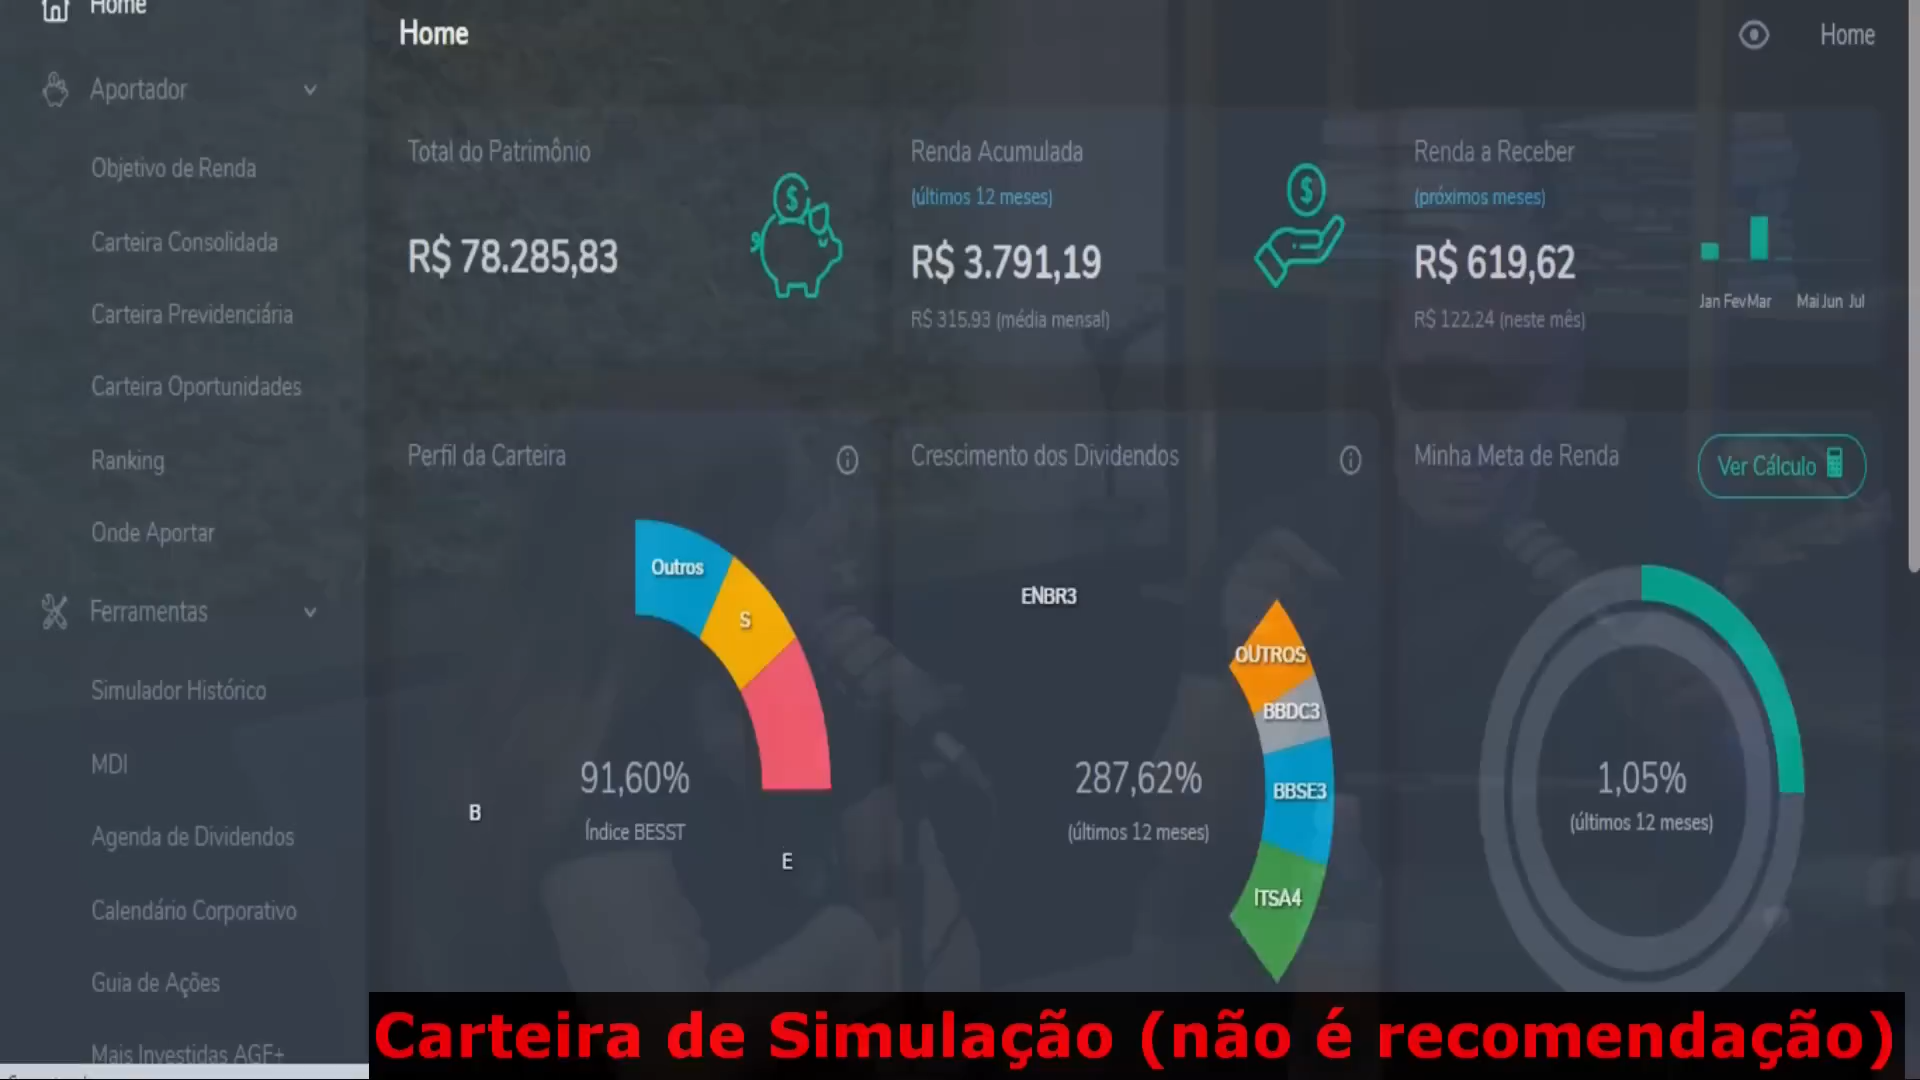 Home
Aportador
Objetivo de Renda
Carteira Consolidada
Carteira Previdenciária
Carteira Oportunidades
Ranking
Onde Aportar
Ferramentas
Simulador Histórico
MDI
Agenda de Dividendos
Calendário Corporativo
Guia de Ações
Mais Investidas AGF+
Home
Home
Total do Patrimônio
R$ 78.285,83
Renda Acumulada
(últimos 12 meses)
R$ 3.791,19
R$ 315,93 (média mensal)
Renda a Receber
(próximos meses)
R$ 619,62
R$ 122,24 (neste mês)
Jan Fev Mar Mai Jun Jul
Perfil da Carteira
Outros
S
91,60%
Índice BESST
B
E
Crescimento dos Dividendos
ENBR3
OUTROS
BBDC3
BBSE3
ITSA4
287,62%
(últimos 12 meses)
Minha Meta de Renda
Ver Cálculo
1,05%
(últimos 12 meses)
Carteira de Simulação (não é recomendação)